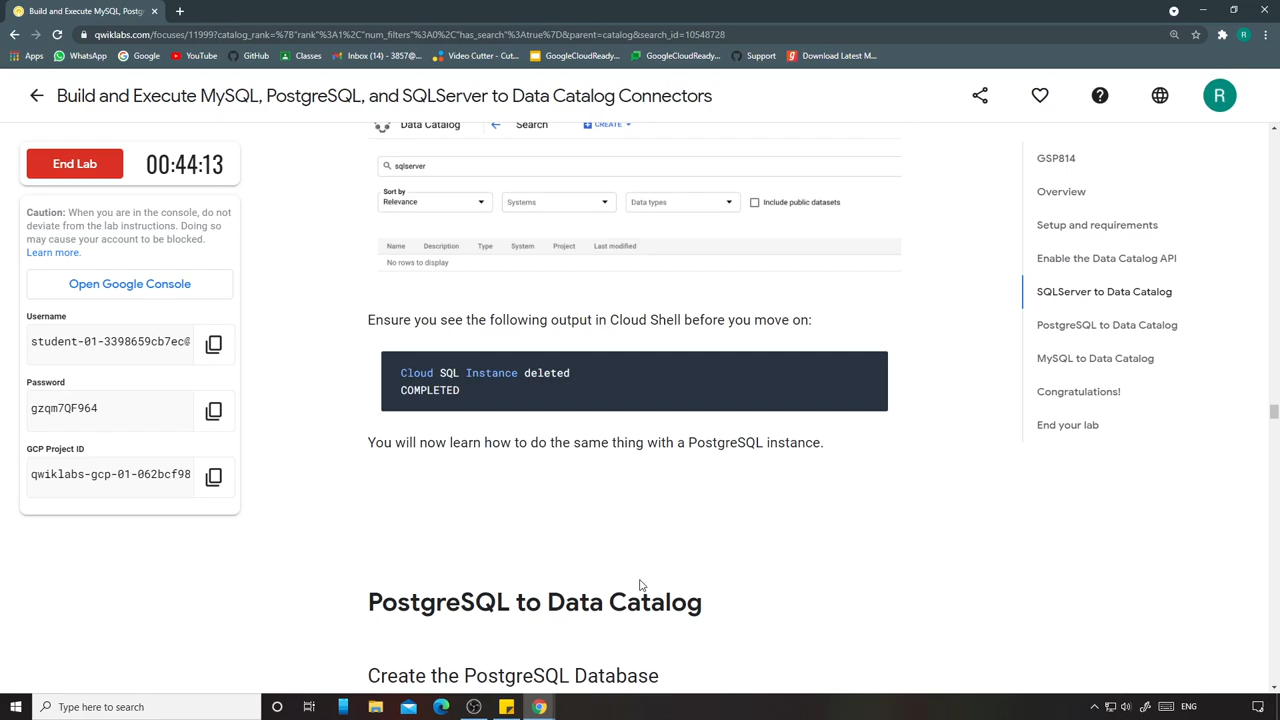 Build and Execute MySQL, Postgr
qwiklabs.com/focuses/11999?catalog_rank=%7B"rank"%3A1%2C"num_filters"%3A0%2C"has_search"%3Atrue%7D&parent=catalog&search_id=10548728
Apps
WhatsApp
Google
YouTube
GitHub
Classes
Inbox (14) - 3857@...
Video Cutter - Cut...
GoogleCloudReady...
GoogleCloudReady...
Support
Download Latest M...
R
Build and Execute MySQL, PostgreSQL, and SQLServer to Data Catalog Connectors
R
End Lab
00:44:13
Caution: When you are in the console, do not
deviate from the lab instructions. Doing so
may cause your account to be blocked.
Learn more.
Open Google Console
Username
student-01-3398659cb7ec@
Password
gzqm7QF964
GCP Project ID
qwiklabs-gcp-01-062bcf98
Data Catalog
Search
CREATE
sqlserver
Sort by
Relevance
Systems
Data types
Include public datasets
Name Description Type System Project Last modified
No rows to display
Ensure you see the following output in Cloud Shell before you move on:
Cloud SQL Instance deleted
COMPLETED
You will now learn how to do the same thing with a PostgreSQL instance.
PostgreSQL to Data Catalog
Create the PostgreSQL Database
GSP814
Overview
Setup and requirements
Enable the Data Catalog API
SQLServer to Data Catalog
PostgreSQL to Data Catalog
MySQL to Data Catalog
Congratulations!
End your lab
Type here to search
ENG